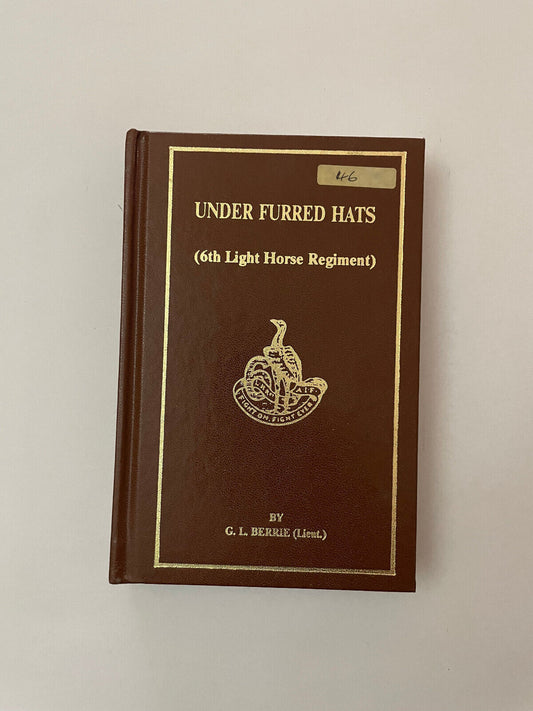 46
UNDER FURRED HATS
(6th Light Horse Regiment)
A.I.F.
FIGHT ON, FIGHT EVER
BY
G. L. BERRIE (Lieut.)